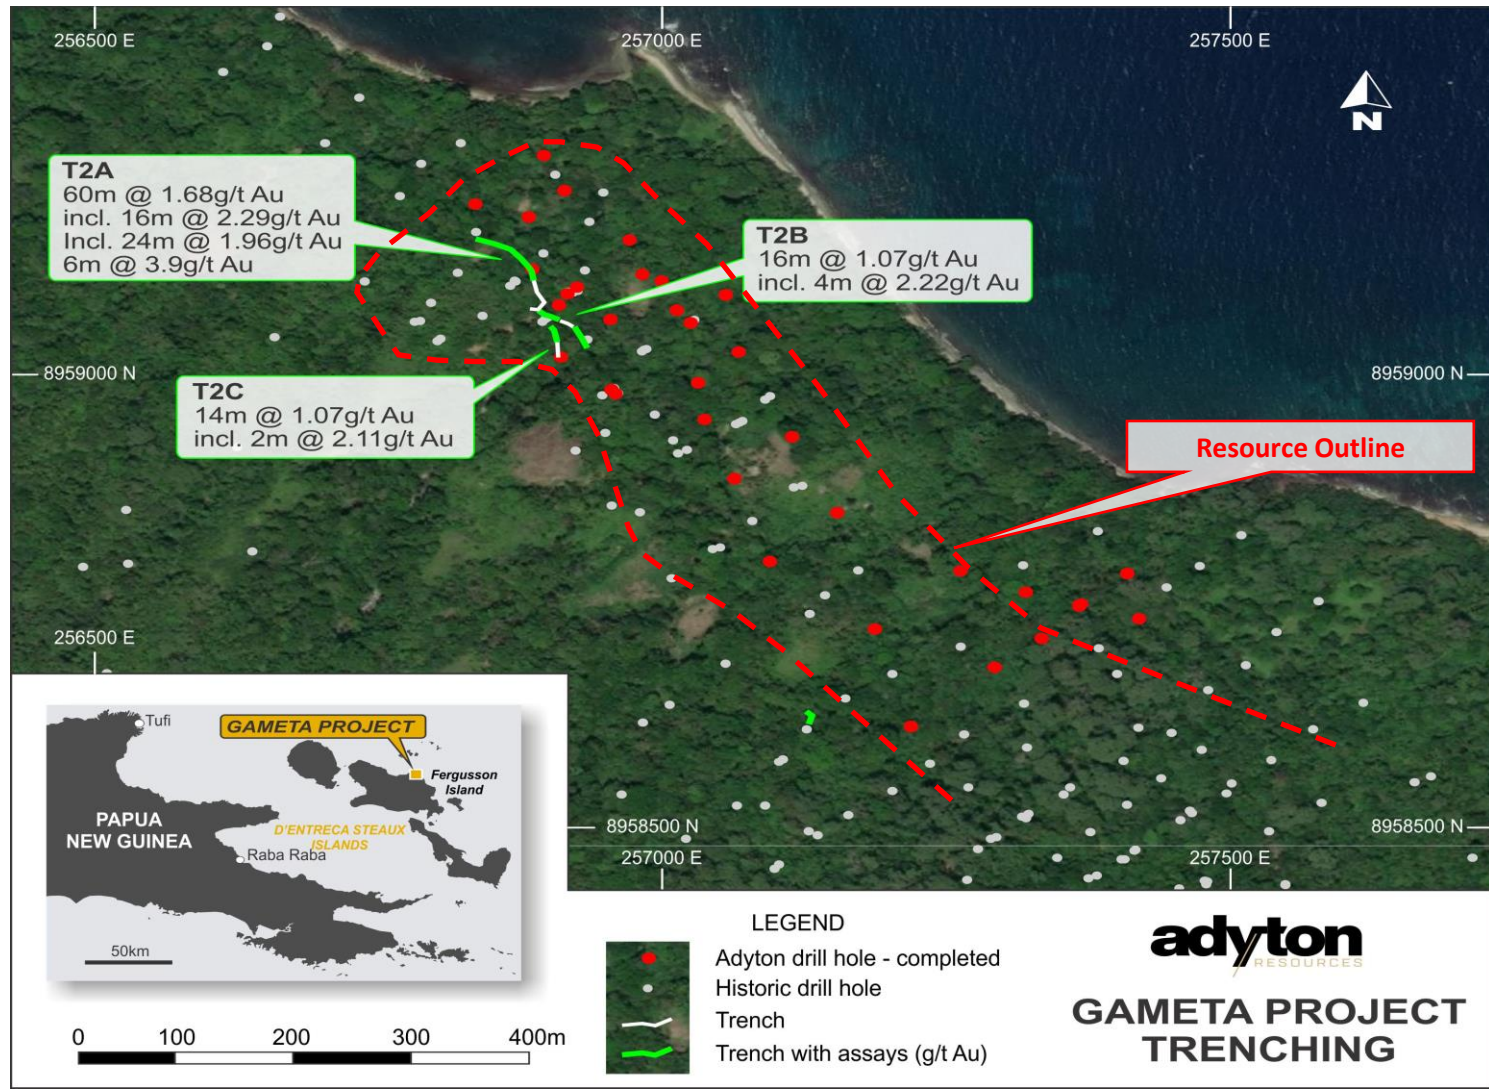 256500 E
257000 E
257500 E
N
T2A
60m @ 1.68g/t Au
incl. 16m @ 2.29g/t Au
Incl. 24m @ 1.96g/t Au
6m @ 3.9g/t Au
T2B
16m @ 1.07g/t Au
incl. 4m @ 2.22g/t Au
8959000 N
8959000 N
T2C
14m @ 1.07g/t Au
incl. 2m @ 2.11g/t Au
Resource Outline
256500 E
8958500 N
8958500 N
257000 E
257500 E
Tufi
GAMETA PROJECT
Fergusson
Island
PAPUA
NEW GUINEA
D'ENTRECA STEAUX
ISLANDS
Raba Raba
50km
0 100 200 300 400m
LEGEND
Adyton drill hole - completed
Historic drill hole
Trench
Trench with assays (g/t Au)
adyton
RESOURCES
GAMETA PROJECT
TRENCHING